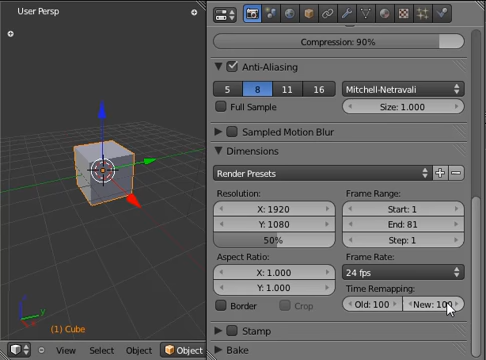 User Persp
Compression: 90%
Anti-Aliasing
5 8 11 16 Mitchell-Netravali
Full Sample Size: 1.000
Sampled Motion Blur
Dimensions
Render Presets
Resolution: Frame Range:
X: 1920 Start: 1
Y: 1080 End: 81
50% Step: 1
Aspect Ratio: Frame Rate:
X: 1.000 24 fps
Y: 1.000 Time Remapping:
Border Crop Old: 100 New: 100
(1) Cube
Stamp
View Select Object Object Bake
z
y